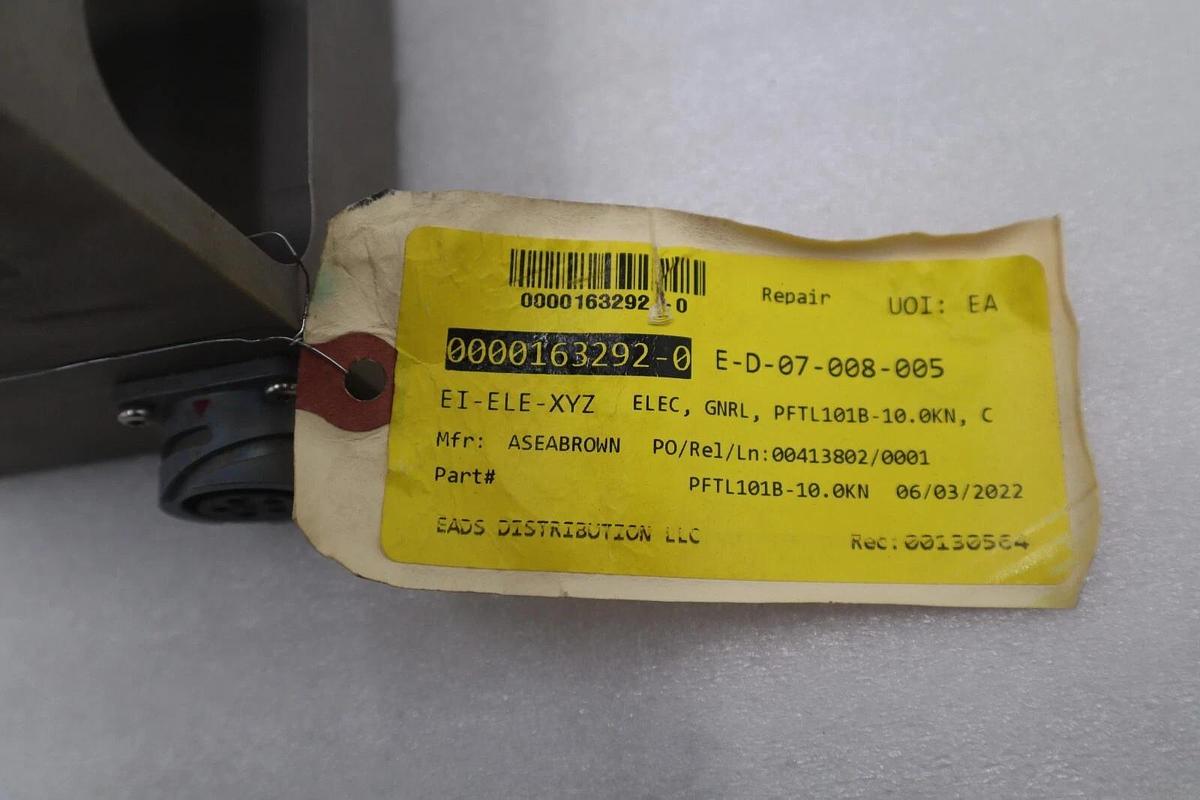 0000163292-0
Repair UOI: EA
0000163292-0 E-D-07-008-005
EI-ELE-XYZ ELEC, GNRL, PFTL101B-10.0KN, C
Mfr: ASEABROWN PO/Rel/Ln:00413802/0001
Part# PFTL101B-10.0KN 06/03/2022
EADS DISTRIBUTION LLC Rec:00130564